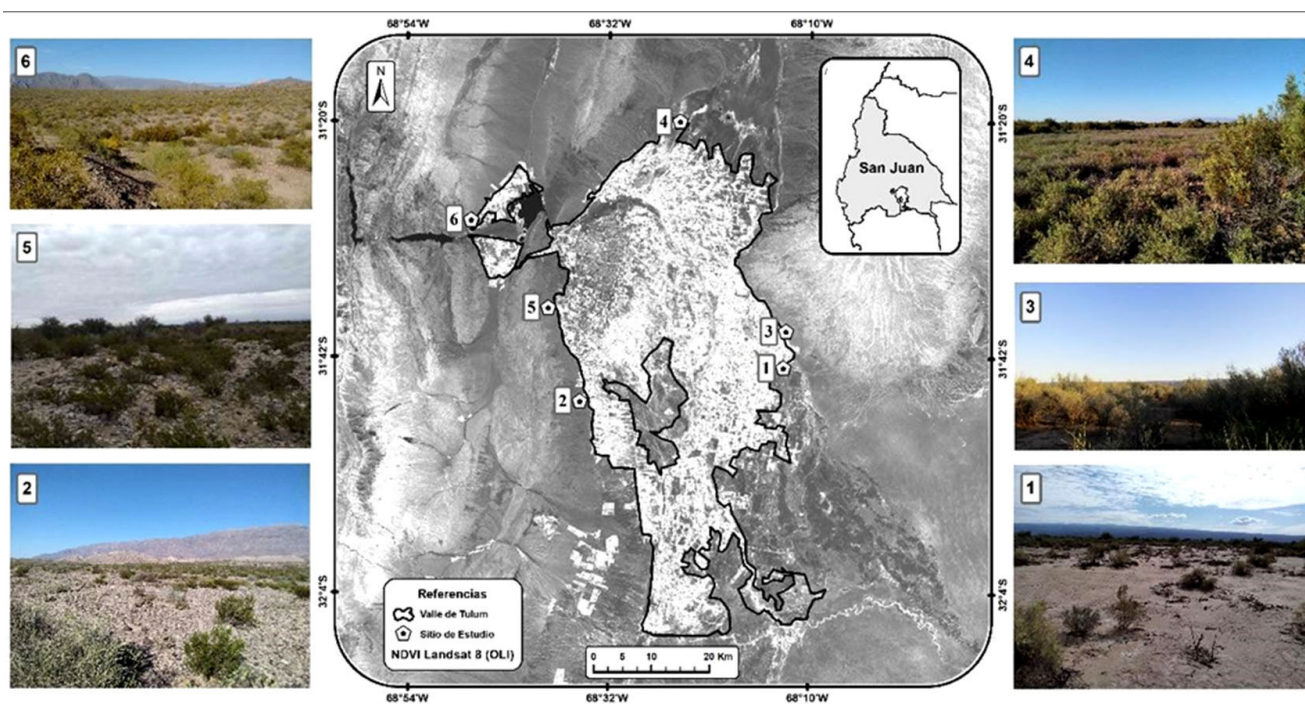 68°54'W 68°32'W 68°10'W
6
5
2
N
31°20'S
31°42'S
32°4'S
4
6
5
3
1
2
San Juan
Referencias
Valle de Tulum
Sitio de Estudio
NDVI Landsat 8 (OLI)
0 5 10 20 Km
31°20'S
31°42'S
32°4'S
4
3
1
68°54'W 68°32'W 68°10'W